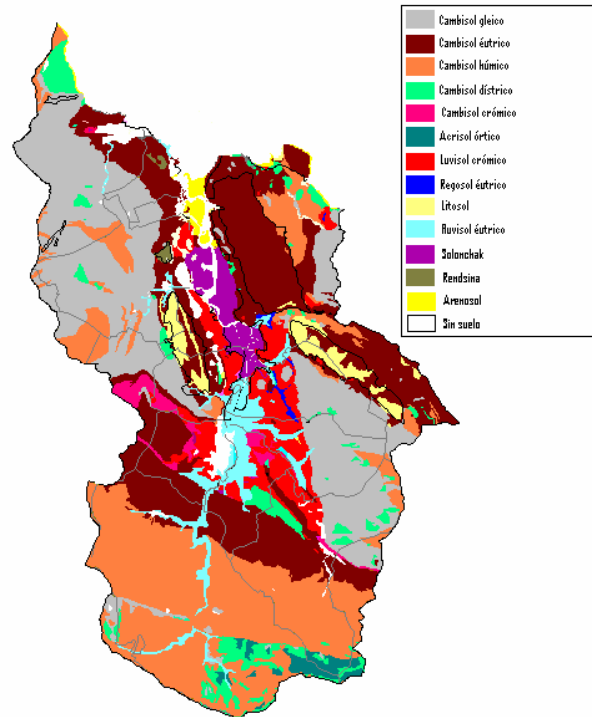 Cambisol gleico
Cambisol éutrico
Cambisol húmico
Cambisol dístrico
Cambisol crómico
Acrisol órtico
Luvisol crómico
Regosol éutrico
Litosol
Fluvisol éutrico
Solonchak
Rendsina
Arenosol
Sin suelo